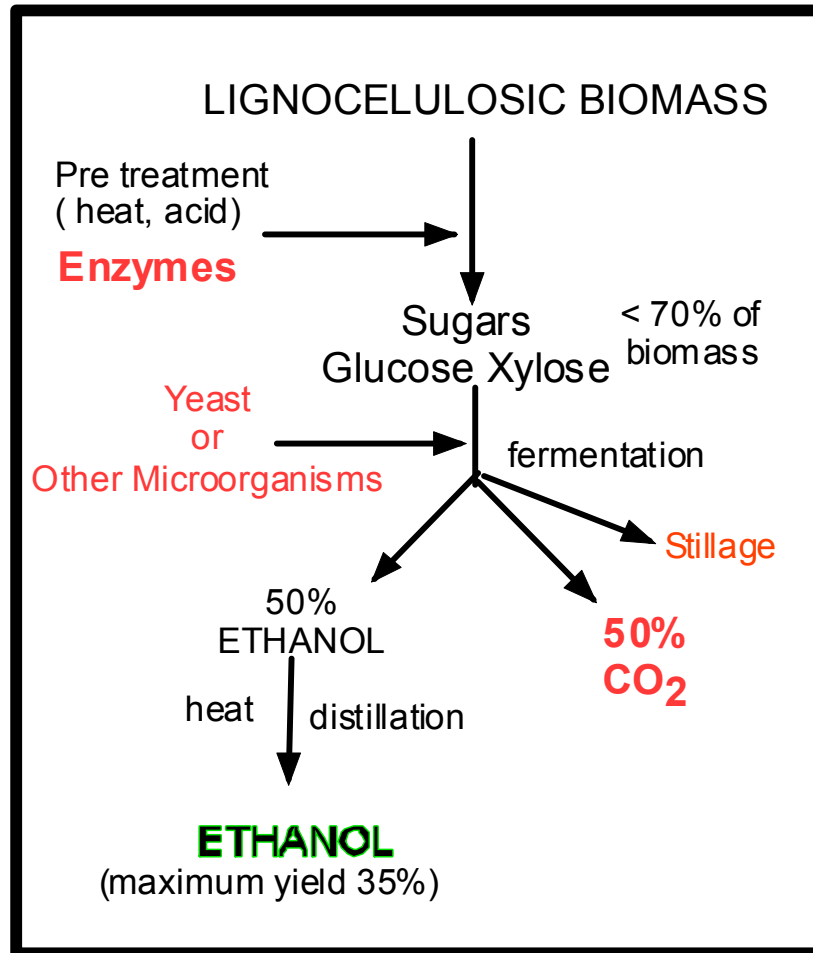 LIGNOCELULOSIC BIOMASS
Pre treatment
( heat, acid)
Enzymes
Sugars
Glucose Xylose
< 70% of
biomass
Yeast
or
Other Microorganisms
fermentation
Stillage
50%
ETHANOL
50%
CO2
heat
distillation
ETHANOL
(maximum yield 35%)